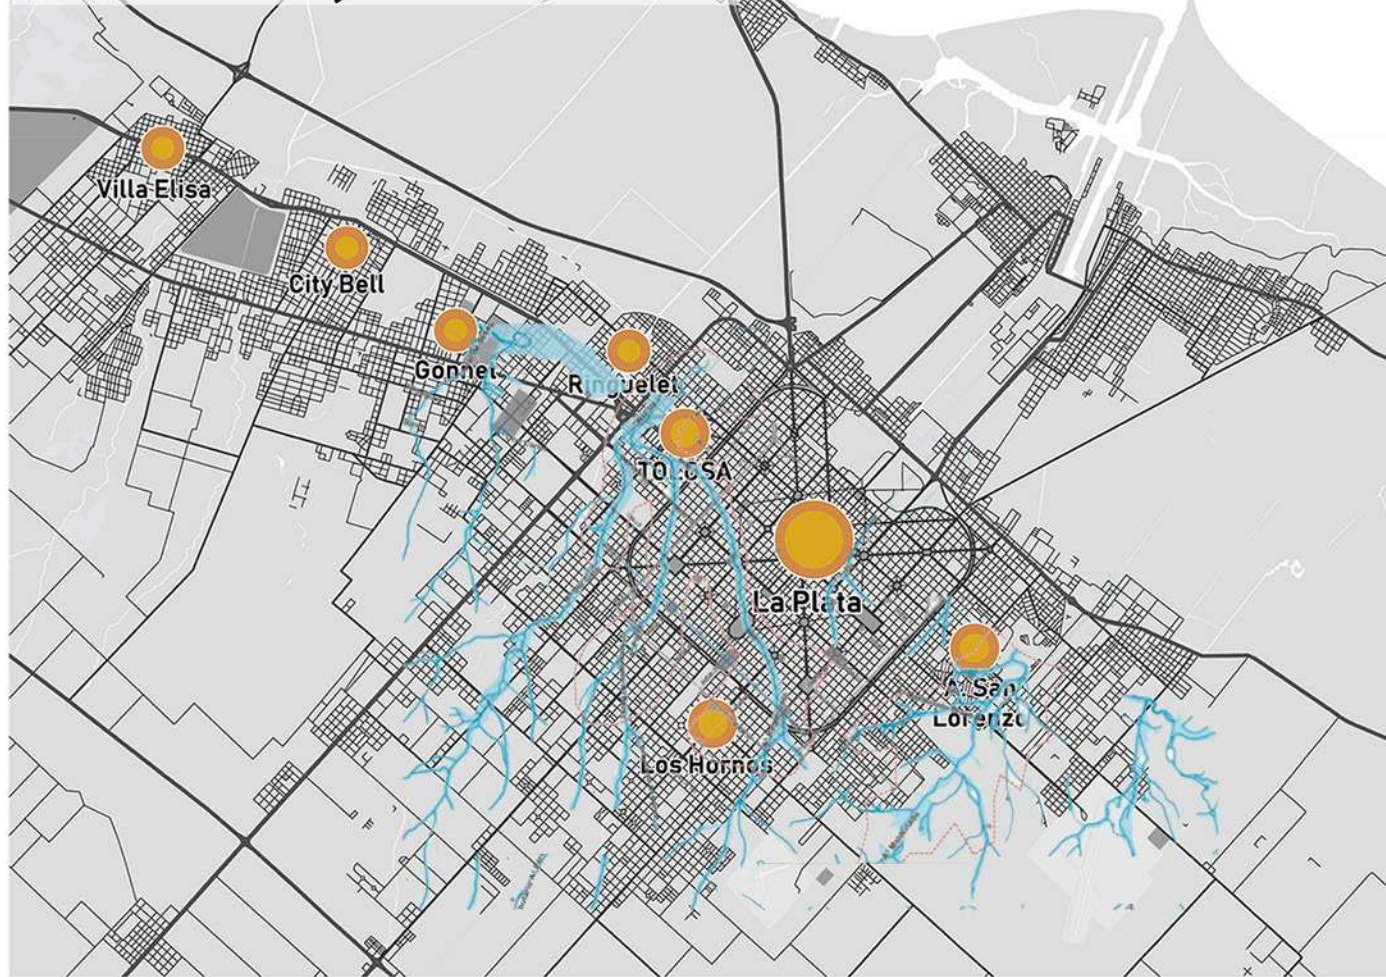 Villa Elisa
City Bell
Gonnet
Ringuelet
TOLOSA
La Plata
A. San
Lorenzo
Los Hornos